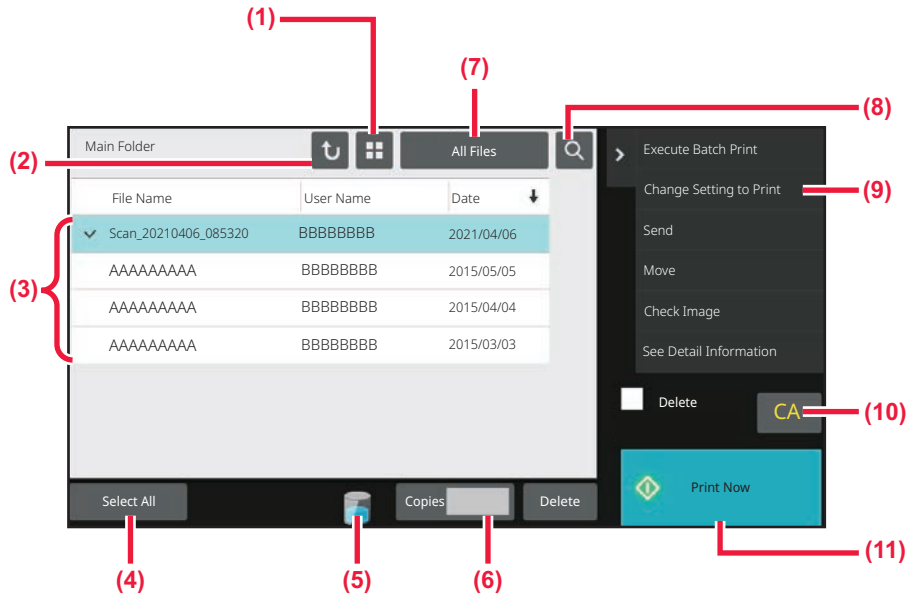 (1)
(7)
(8)
Main Folder
All Files
Execute Batch Print
(2)
File Name User Name Date
Change Setting to Print
(9)
Scan_20210406_085320 BBBBBBBB 2021/04/06
Send
(3)
AAAAAAAAA BBBBBBBB 2015/05/05
Move
AAAAAAAAA BBBBBBBB 2015/04/04
Check Image
AAAAAAAAA BBBBBBBB 2015/03/03
See Detail Information
Delete
CA
(10)
Select All
Copies
Delete
Print Now
(4)
(5)
(6)
(11)